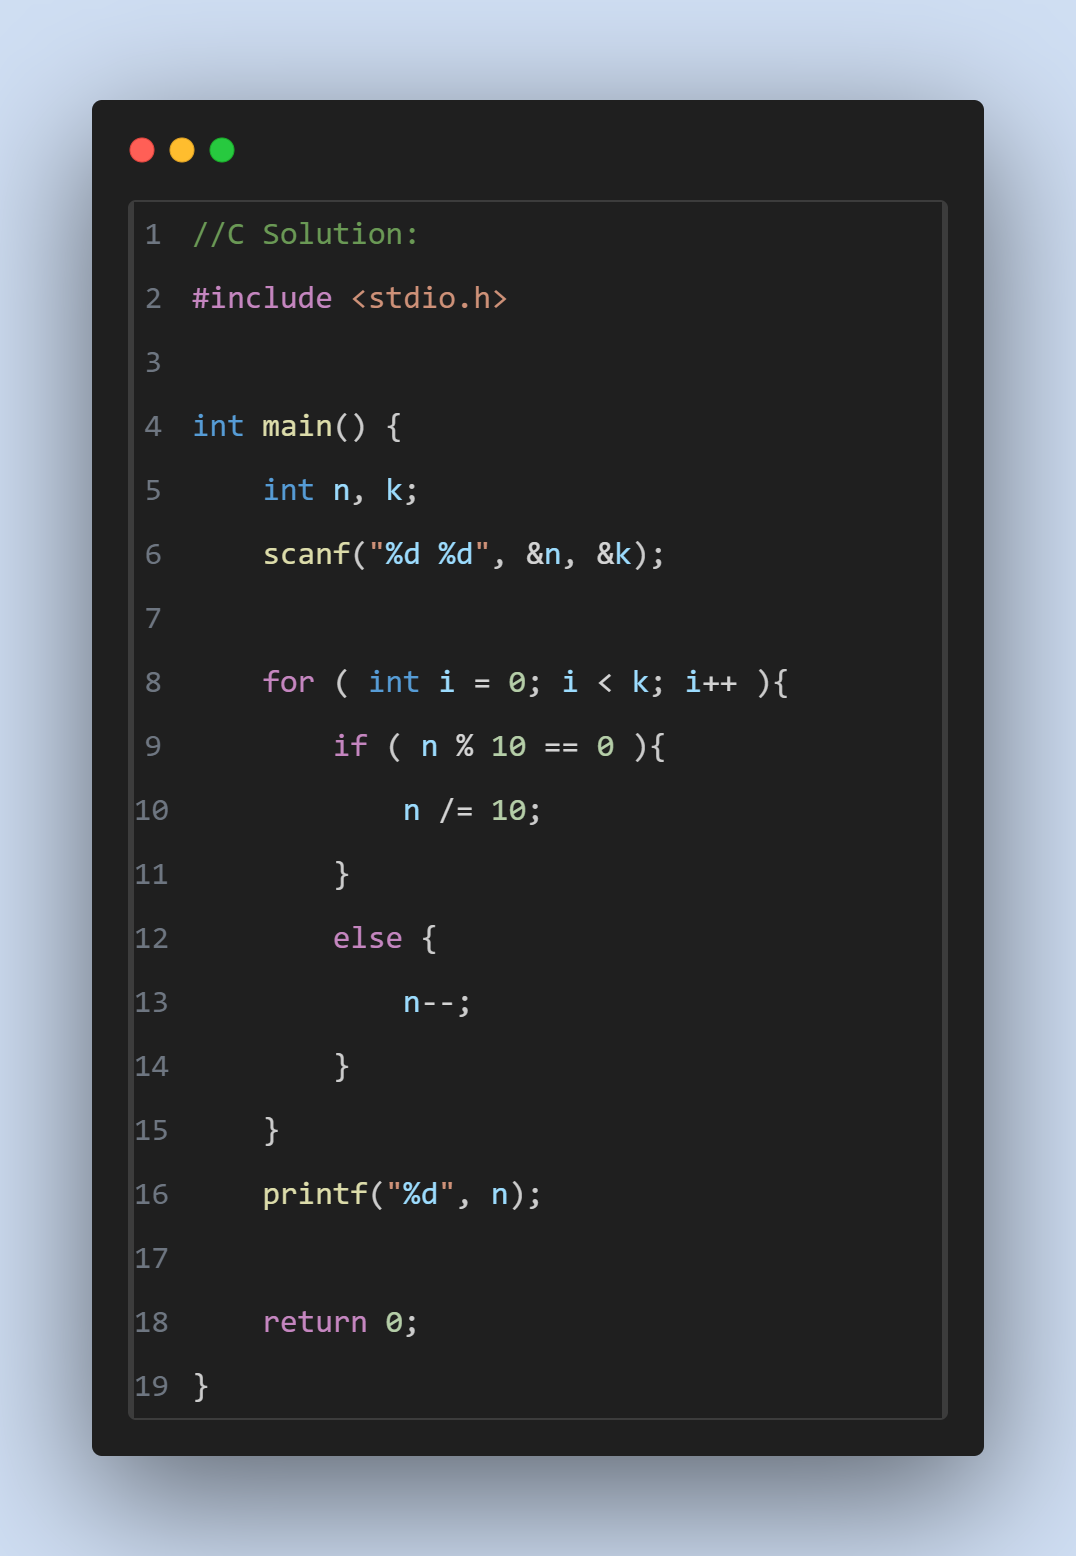 1 //C Solution:
2 #include <stdio.h>
3
4 int main() {
5     int n, k;
6     scanf("%d %d", &n, &k);
7
8     for ( int i = 0; i < k; i++ ){
9         if ( n % 10 == 0 ){
10             n /= 10;
11         }
12         else {
13             n--;
14         }
15     }
16     printf("%d", n);
17
18     return 0;
19 }